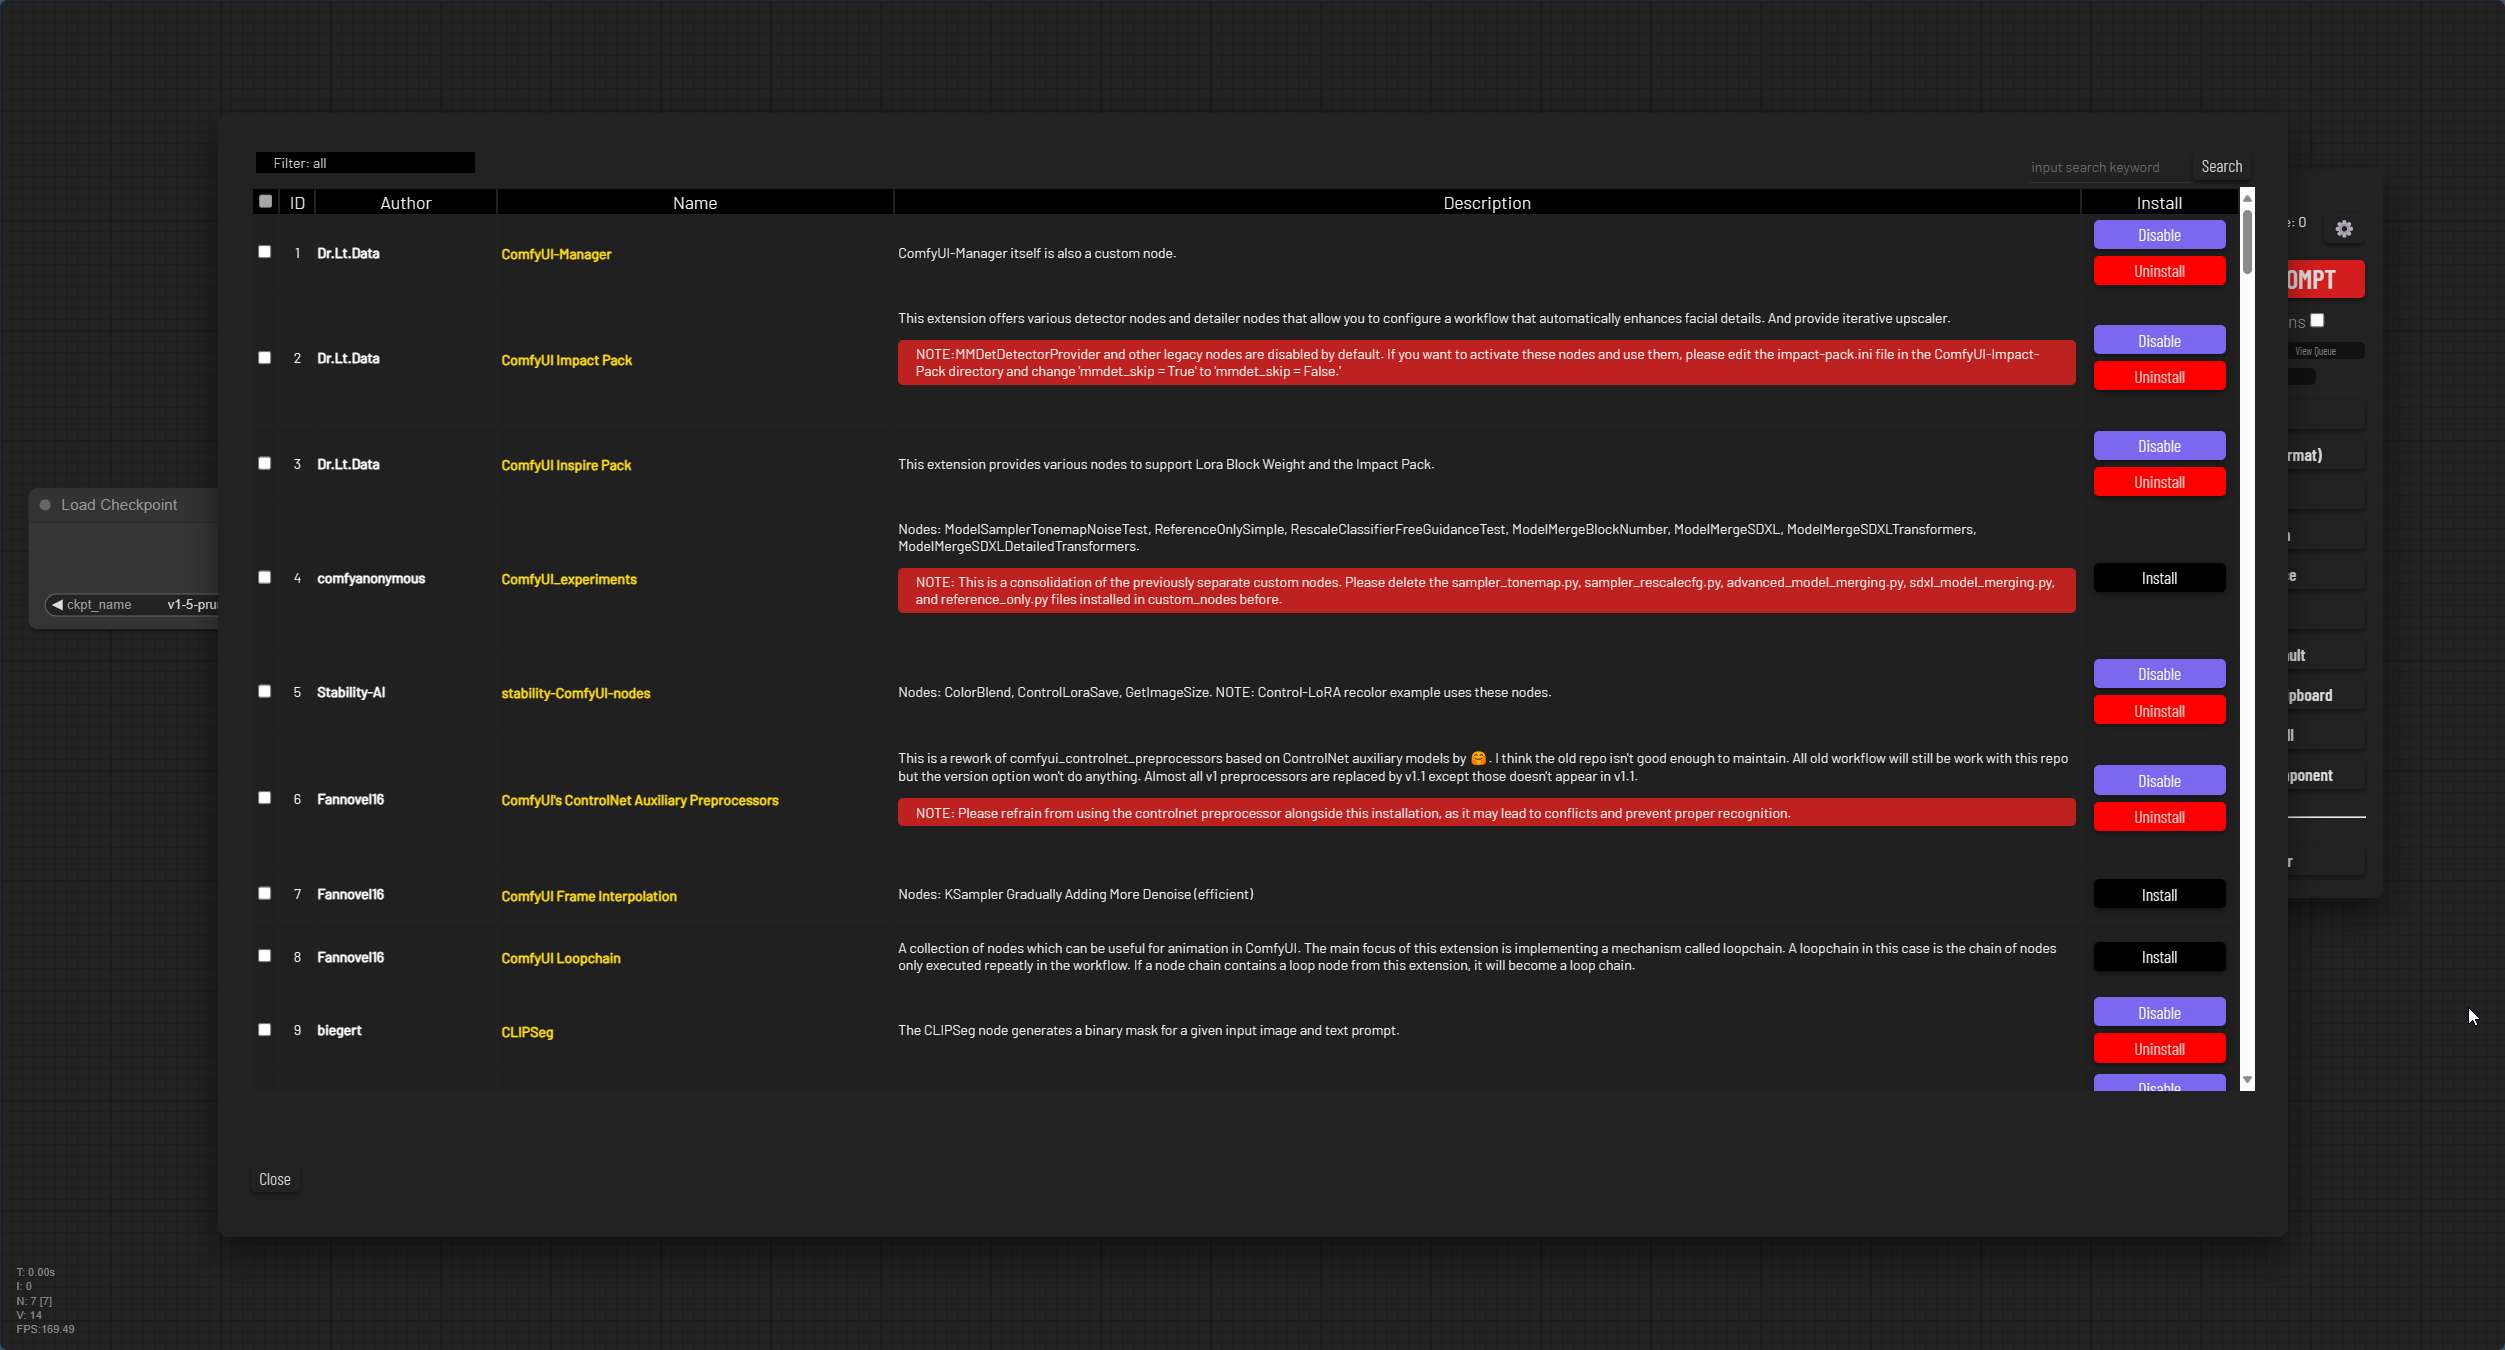 Filter: all
input search keyword
Search
ID
Author
Name
Description
Install
1
Dr.Lt.Data
ComfyUI-Manager
ComfyUI-Manager itself is also a custom node.
Disable
Uninstall
2
Dr.Lt.Data
ComfyUI Impact Pack
This extension offers various detector nodes and detailer nodes that allow you to configure a workflow that automatically enhances facial details. And provide iterative upscaler.
NOTE:MMDetDetectorProvider and other legacy nodes are disabled by default. If you want to activate these nodes and use them, please edit the impact-pack.ini file in the ComfyUI-Impact-
Pack directory and change 'mmdet_skip = True' to 'mmdet_skip = False.'
Disable
Uninstall
3
Dr.Lt.Data
ComfyUI Inspire Pack
This extension provides various nodes to support Lora Block Weight and the Impact Pack.
Disable
Uninstall
4
comfyanonymous
ComfyUI_experiments
Nodes: ModelSamplerTonemapNoiseTest, ReferenceOnlySimple, RescaleClassifierFreeGuidanceTest, ModelMergeBlockNumber, ModelMergeSDXL, ModelMergeSDXLTransformers,
ModelMergeSDXLDetailedTransformers.
NOTE: This is a consolidation of the previously separate custom nodes. Please delete the sampler_tonemap.py, sampler_rescalecfg.py, advanced_model_merging.py, sdxl_model_merging.py,
and reference_only.py files installed in custom_nodes before.
Install
5
Stability-AI
stability-ComfyUI-nodes
Nodes: ColorBlend, ControlLoraSave, GetImageSize. NOTE: Control-LoRA recolor example uses these nodes.
Disable
Uninstall
6
Fannovel16
ComfyUI's ControlNet Auxiliary Preprocessors
This is a rework of comfyui_controlnet_preprocessors based on ControlNet auxiliary models by 🤗. I think the old repo isn't good enough to maintain. All old workflow will still be work with this repo
but the version option won't do anything. Almost all v1 preprocessors are replaced by v1.1 except those doesn't appear in v1.1.
NOTE: Please refrain from using the controlnet preprocessor alongside this installation, as it may lead to conflicts and prevent proper recognition.
Disable
Uninstall
7
Fannovel16
ComfyUI Frame Interpolation
Nodes: KSampler Gradually Adding More Denoise (efficient)
Install
8
Fannovel16
ComfyUI Loopchain
A collection of nodes which can be useful for animation in ComfyUI. The main focus of this extension is implementing a mechanism called loopchain. A loopchain in this case is the chain of nodes
only executed repeatly in the workflow. If a node chain contains a loop node from this extension, it will become a loop chain.
Install
9
biegert
CLIPSeg
The CLIPSeg node generates a binary mask for a given input image and text prompt.
Disable
Uninstall
Disable
Close
Load Checkpoint
ckpt_name
v1-5-pru
e: 0
OMPT
ns
View Queue
rmat)
ult
pboard
ponent
T: 0.00s
I: 0
N: 7 [7]
V: 14
FPS:169.49